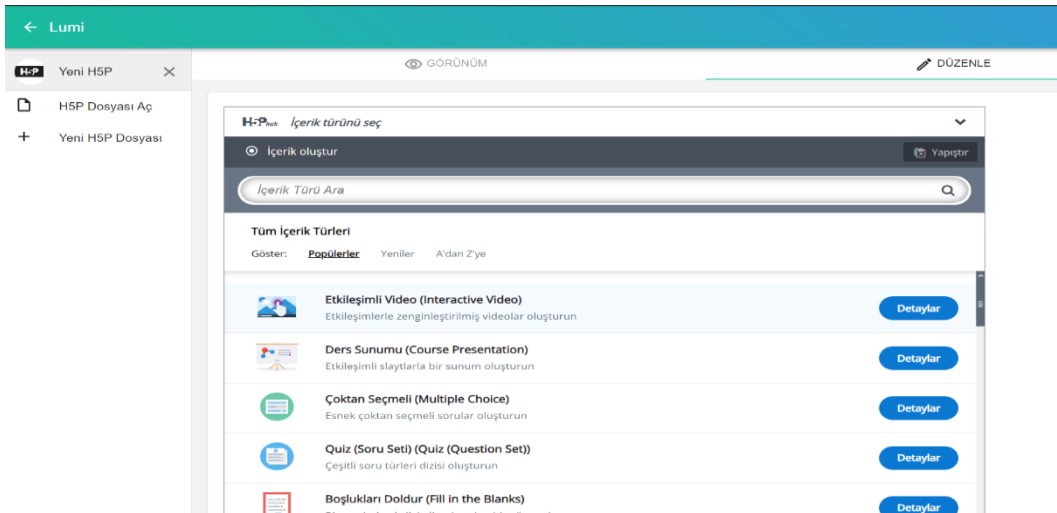 Lumi
H-P Yeni H5P
H5P Dosyası Aç
Yeni H5P Dosyası
GÖRÜNÜM
DÜZENLE
H5Phub İçerik türünü seç
İçerik oluştur
Yapıştır
İçerik Türü Ara
Tüm İçerik Türleri
Göster: Popülerler Yeniler A'dan Z'ye
Etkileşimli Video (Interactive Video)
Etkileşimlerle zenginleştirilmiş videolar oluşturun
Detaylar
Ders Sunumu (Course Presentation)
Etkileşimli slaytlarla bir sunum oluşturun
Detaylar
Çoktan Seçmeli (Multiple Choice)
Esnek çoktan seçmeli sorular oluşturun
Detaylar
Quiz (Soru Seti) (Quiz (Question Set))
Çeşitli soru türleri dizisi oluşturun
Detaylar
Boşlukları Doldur (Fill in the Blanks)
Detaylar